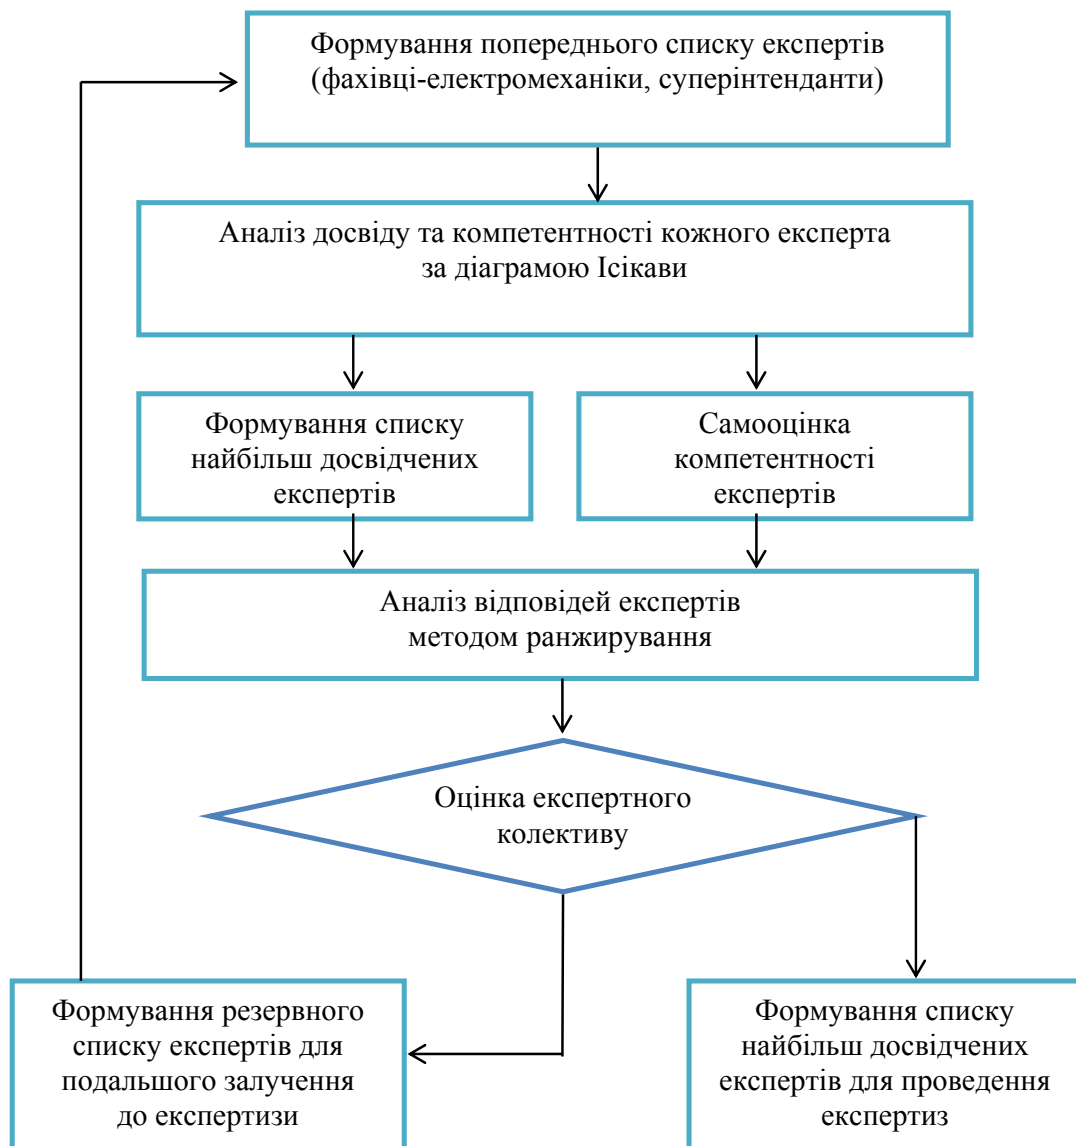 Формування попереднього списку експертів
(фахівці-електромеханіки, суперінтенданти)
Аналіз досвіду та компетентності кожного експерта
за діаграмою Ісікави
Формування списку
найбільш досвідчених
експертів
Самооцінка
компетентності
експертів
Аналіз відповідей експертів
методом ранжирування
Оцінка експертного
колективу
Формування резервного
списку експертів для
подальшого залучення
до експертизи
Формування списку
найбільш досвідчених
експертів для проведення
експертиз